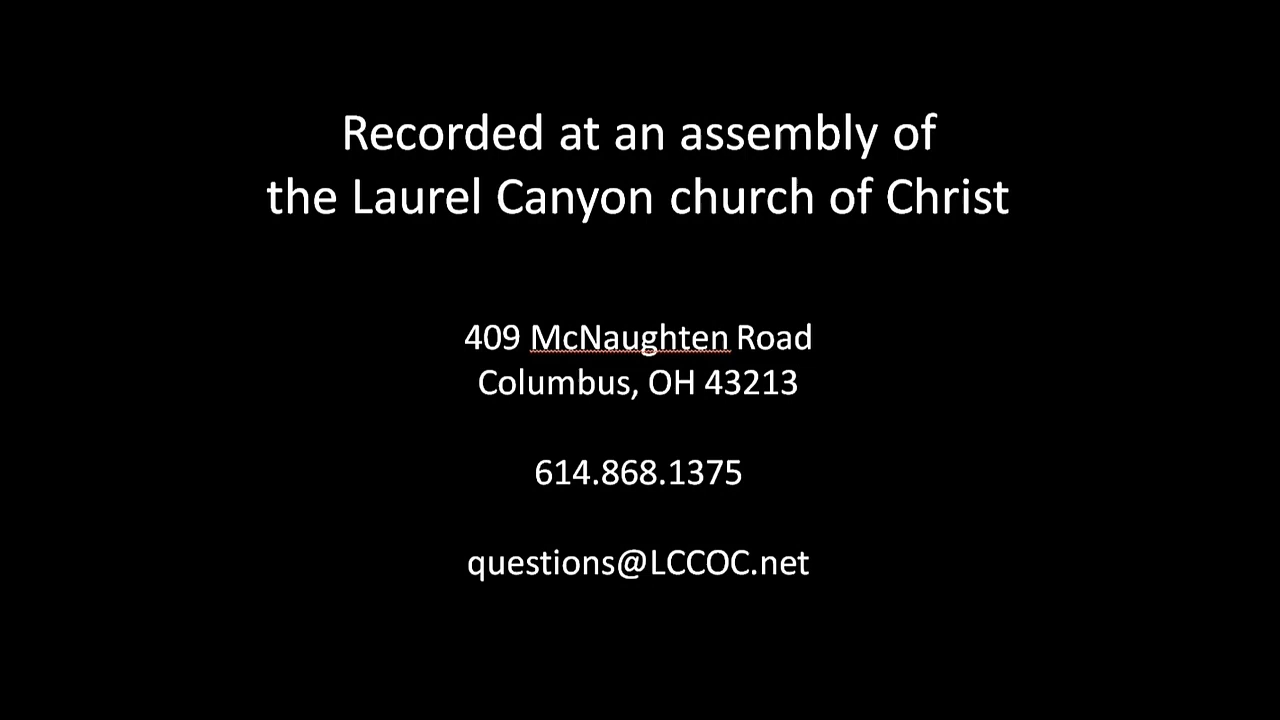 Recorded at an assembly of
the Laurel Canyon church of Christ
409 McNaughten Road
Columbus, OH 43213
614.868.1375
questions@LCCOC.net